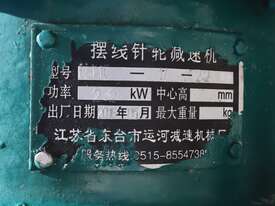 摆线针轮减速机
型号
功率 kW 中心高 mm
出厂日期 年 月 最大重量 kg
江苏省东台市运河减速机械厂
服务热线:0515-8554738